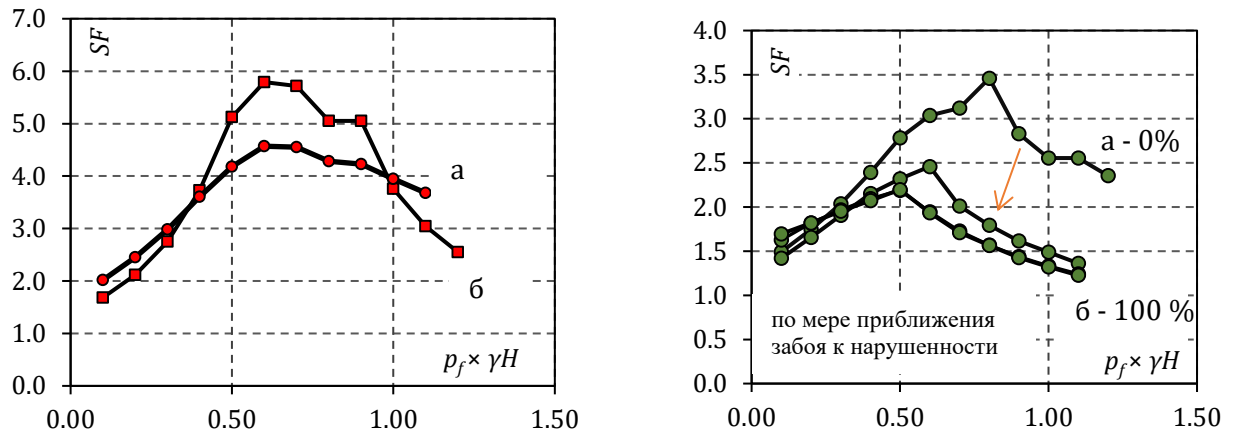 7.0
6.0
5.0
4.0
3.0
2.0
1.0
0.0
SF
а
б
p_f × γH
0.00 0.50 1.00 1.50
4.0
3.5
3.0
2.5
2.0
1.5
1.0
0.5
0.0
SF
а - 0%
б - 100 %
по мере приближения
забоя к нарушенности
p_f × γH
0.00 0.50 1.00 1.50